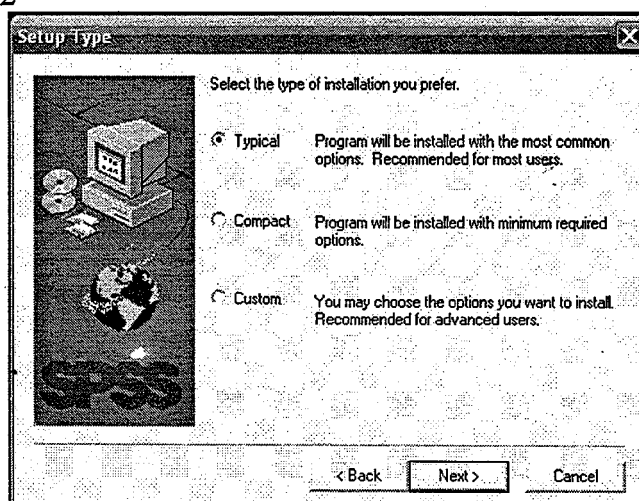 2
Setup Type
Select the type of installation you prefer.
Typical Program will be installed with the most common
options. Recommended for most users.
Compact Program will be installed with minimum required
options.
Custom You may choose the options you want to install.
Recommended for advanced users.
SPSS
< Back Next > Cancel